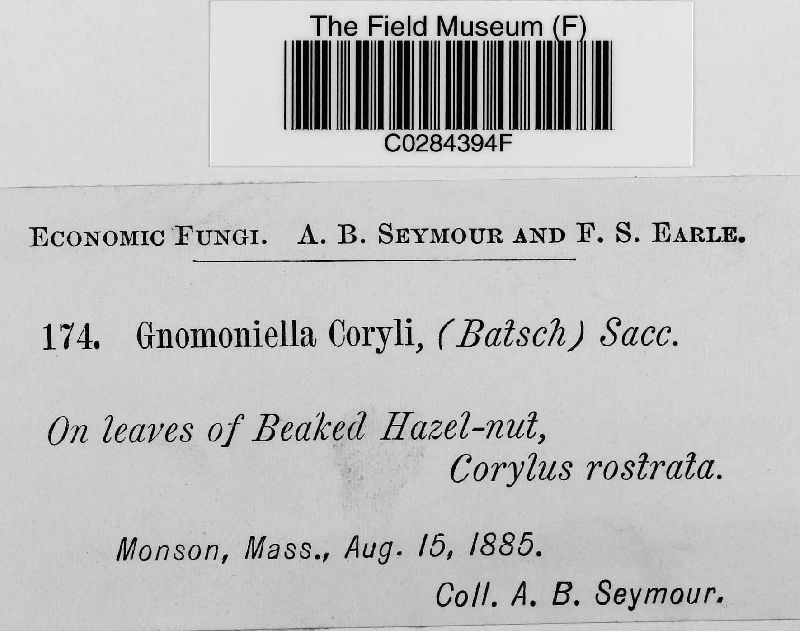 The Field Museum (F)
C0284394F
ECONOMIC FUNGI. A. B. SEYMOUR AND F. S. EARLE.
174. Gnomoniella Coryli, (Batsch) Sacc.
On leaves of Beaked Hazel-nut,
Corylus rostrata.
Monson, Mass., Aug. 15, 1885.
Coll. A. B. Seymour.